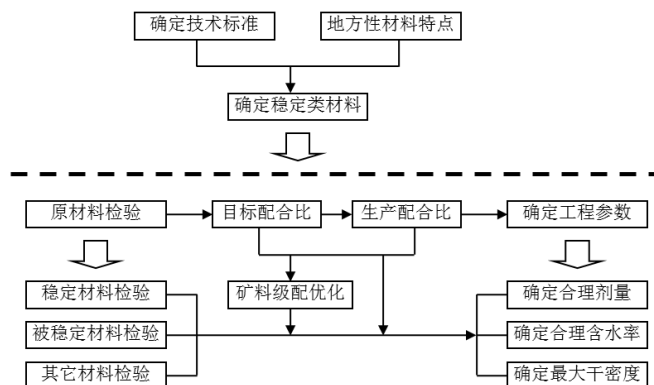 确定技术标准
地方性材料特点
确定稳定类材料
原材料检验
目标配合比
生产配合比
确定工程参数
稳定材料检验
矿料级配优化
确定合理剂量
被稳定材料检验
确定合理含水率
其它材料检验
确定最大干密度